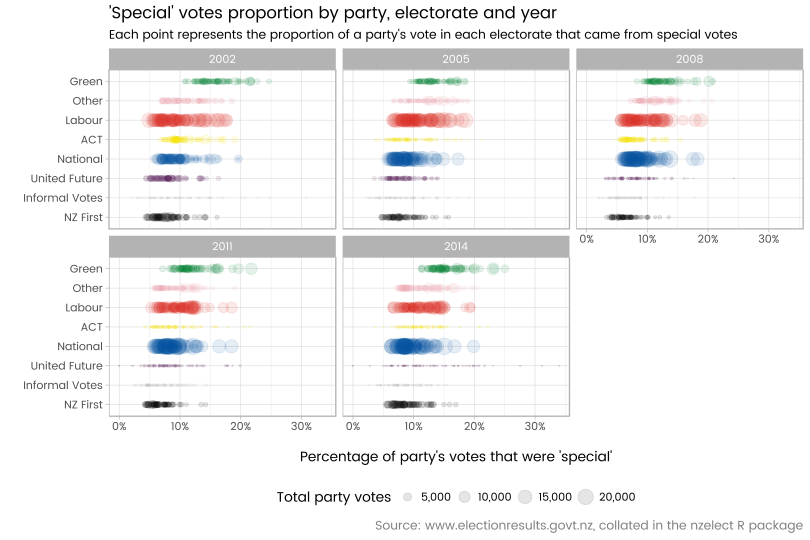 'Special' votes proportion by party, electorate and year
Each point represents the proportion of a party's vote in each electorate that came from special votes
2002 2005 2008
Green
Other
Labour
ACT
National
United Future
Informal Votes
NZ First
0% 10% 20% 30%
2011 2014
Green
Other
Labour
ACT
National
United Future
Informal Votes
NZ First
0% 10% 20% 30% 0% 10% 20% 30%
Percentage of party's votes that were 'special'
Total party votes 5,000 10,000 15,000 20,000
Source: www.electionresults.govt.nz, collated in the nzelect R package